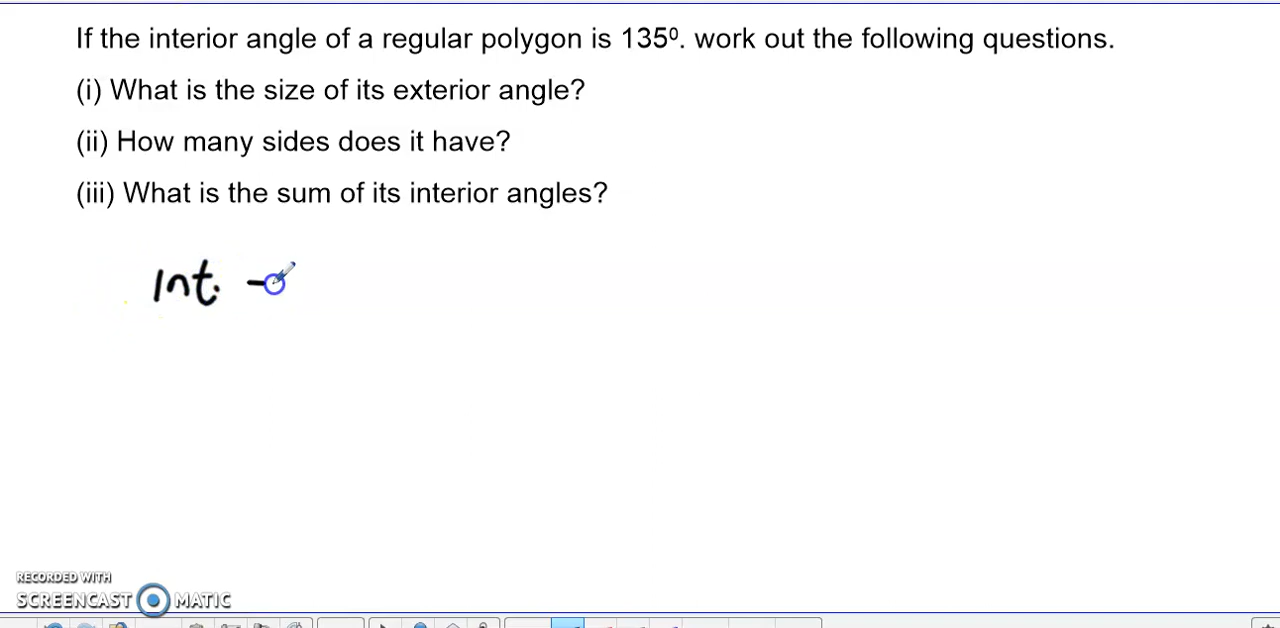 If the interior angle of a regular polygon is 135⁰. work out the following questions.
(i) What is the size of its exterior angle?
(ii) How many sides does it have?
(iii) What is the sum of its interior angles?
Int. -
RECORDED WITH
SCREENCAST MATIC